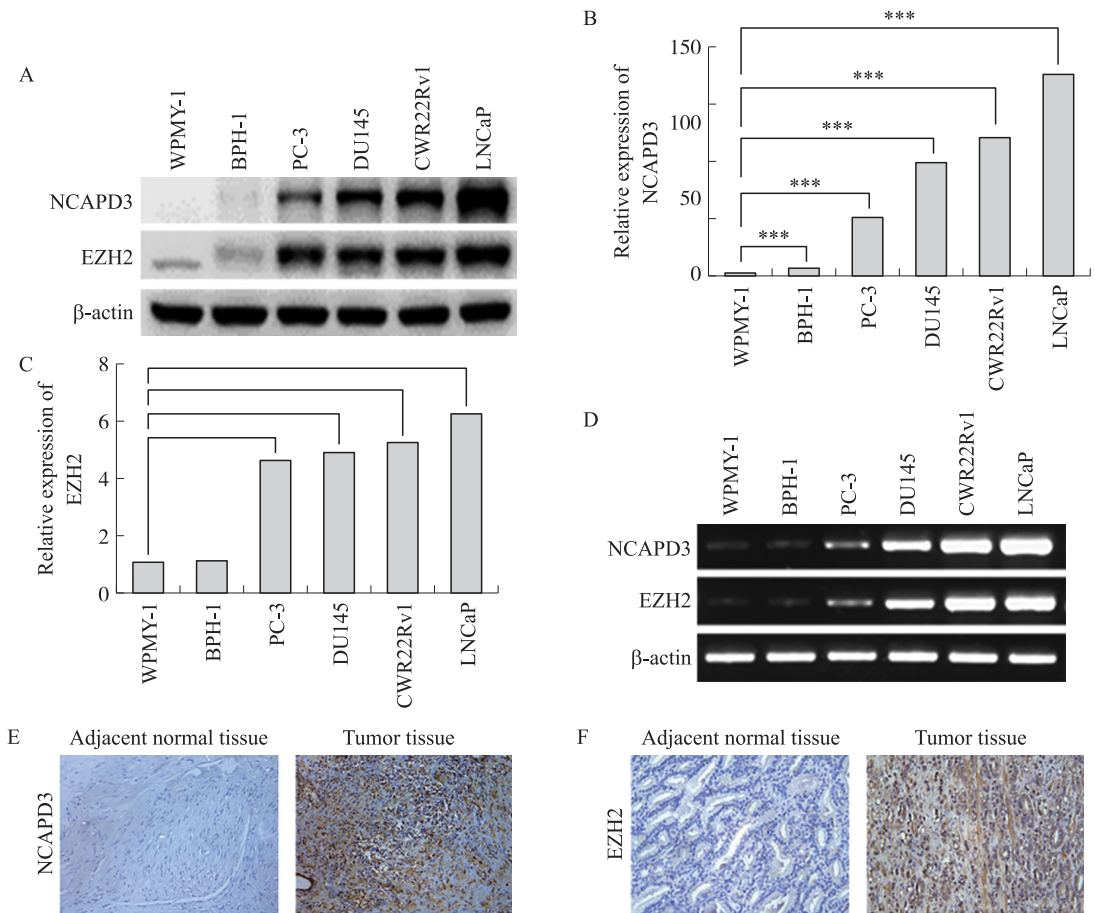 A
WPMY-1
BPH-1
PC-3
DU145
CWR22Rv1
LNCaP
NCAPD3
EZH2
β-actin
B
Relative expression of
NCAPD3
150
100
50
0
***
***
***
***
***
WPMY-1
BPH-1
PC-3
DU145
CWR22Rv1
LNCaP
C
Relative expression of
EZH2
8
6
4
2
0
WPMY-1
BPH-1
PC-3
DU145
CWR22Rv1
LNCaP
D
WPMY-1
BPH-1
PC-3
DU145
CWR22Rv1
LNCaP
NCAPD3
EZH2
β-actin
E
Adjacent normal tissue
Tumor tissue
NCAPD3
F
Adjacent normal tissue
Tumor tissue
EZH2